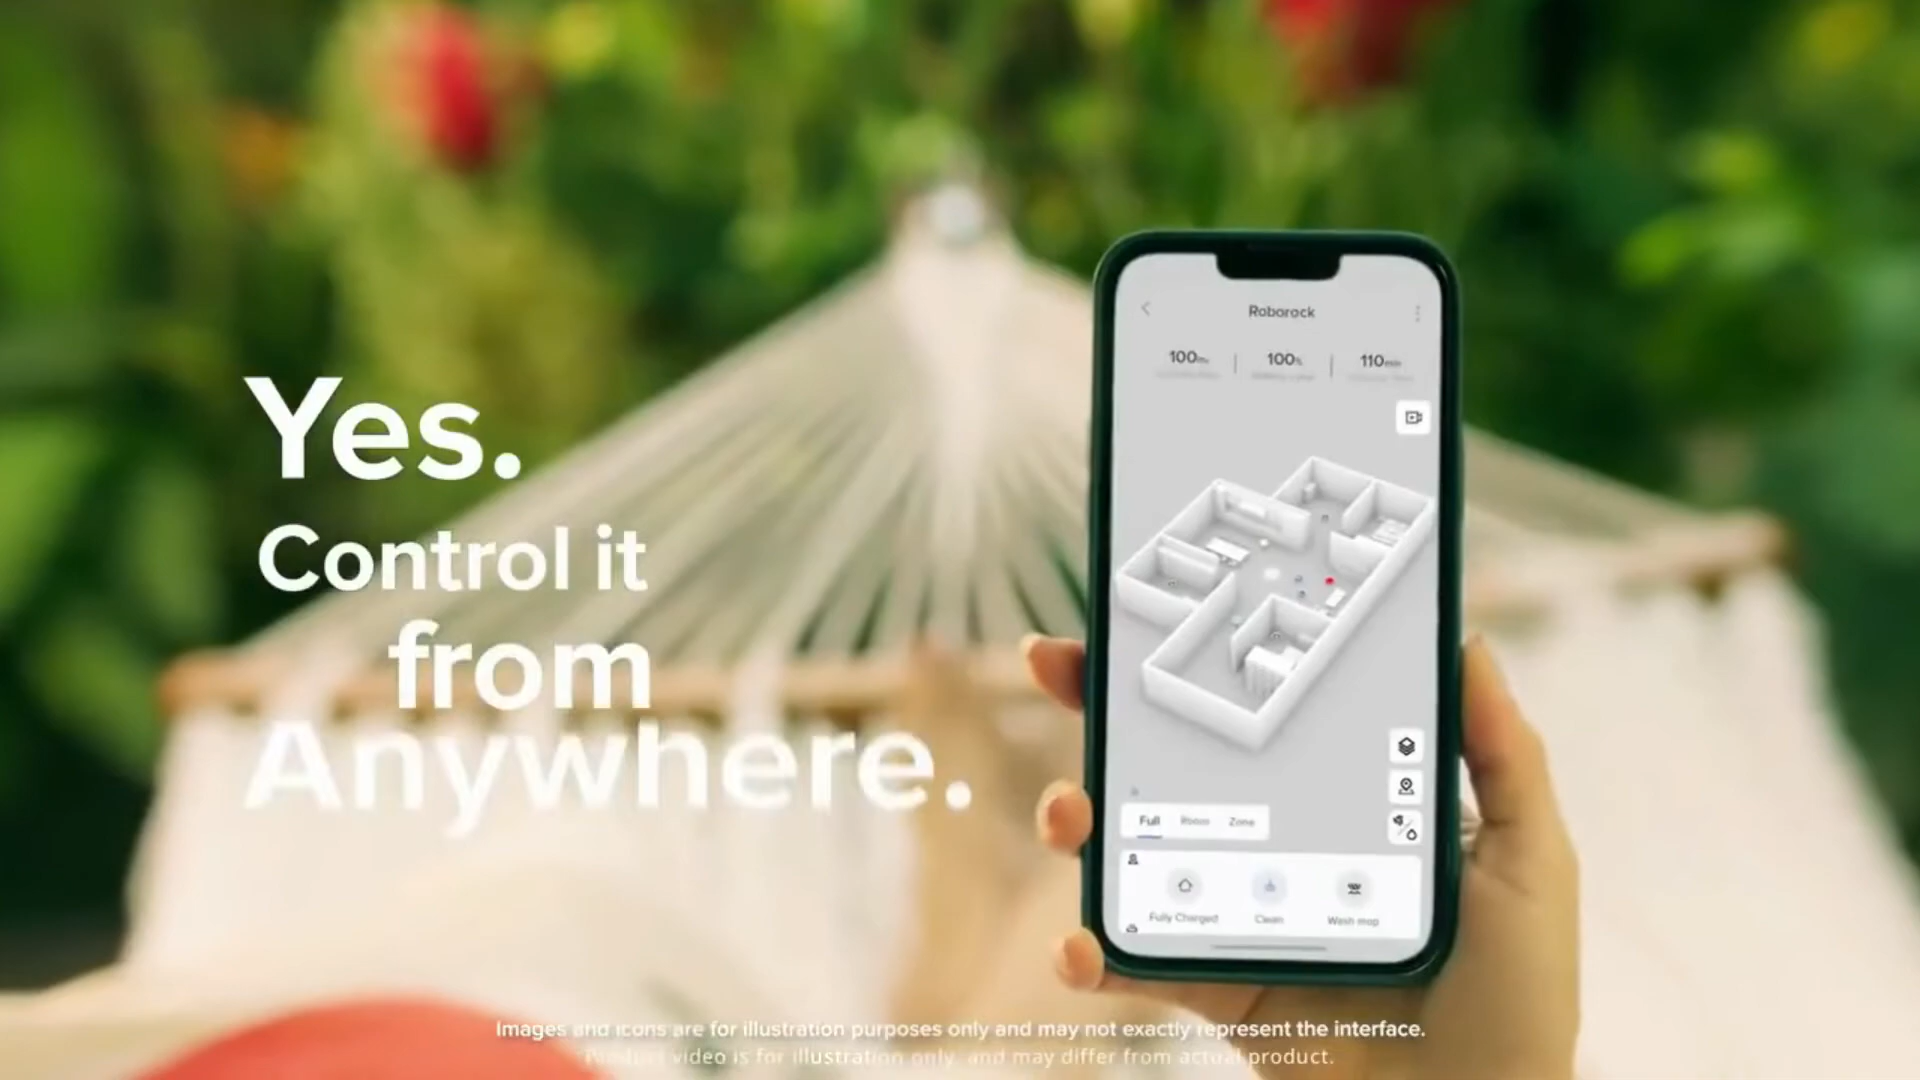 Yes.
Control it
from
Anywhere.
Roborock
100
100%
110min
Full Room Zone
Fully Charged Clean Wash mop
Images and icons are for illustration purposes only and may not exactly represent the interface.
Product video is for illustration only, and may differ from actual product.